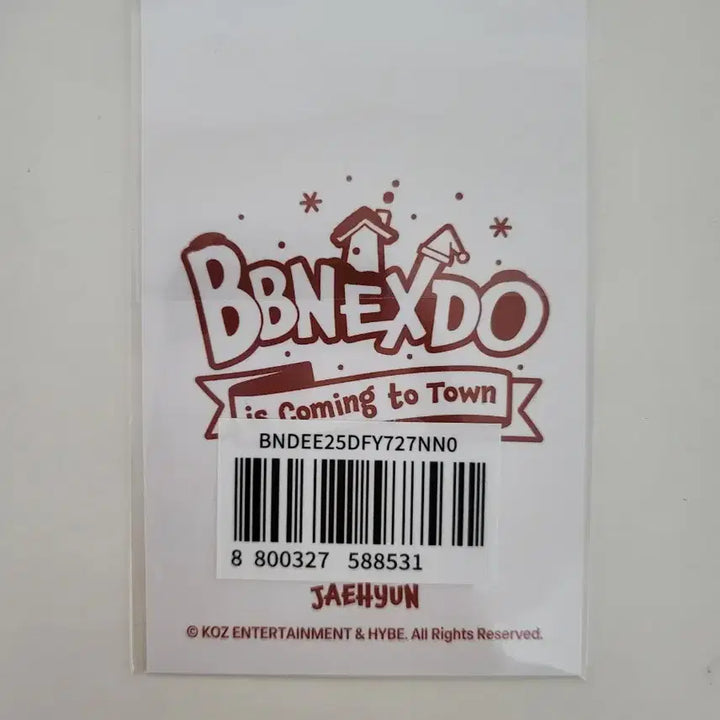 BBNEXDO
is Coming to Town
BNDEE25DFY727NN0
8 800327 588531
JAEHYUN
© KOZ ENTERTAINMENT & HYBE. All Rights Reserved.